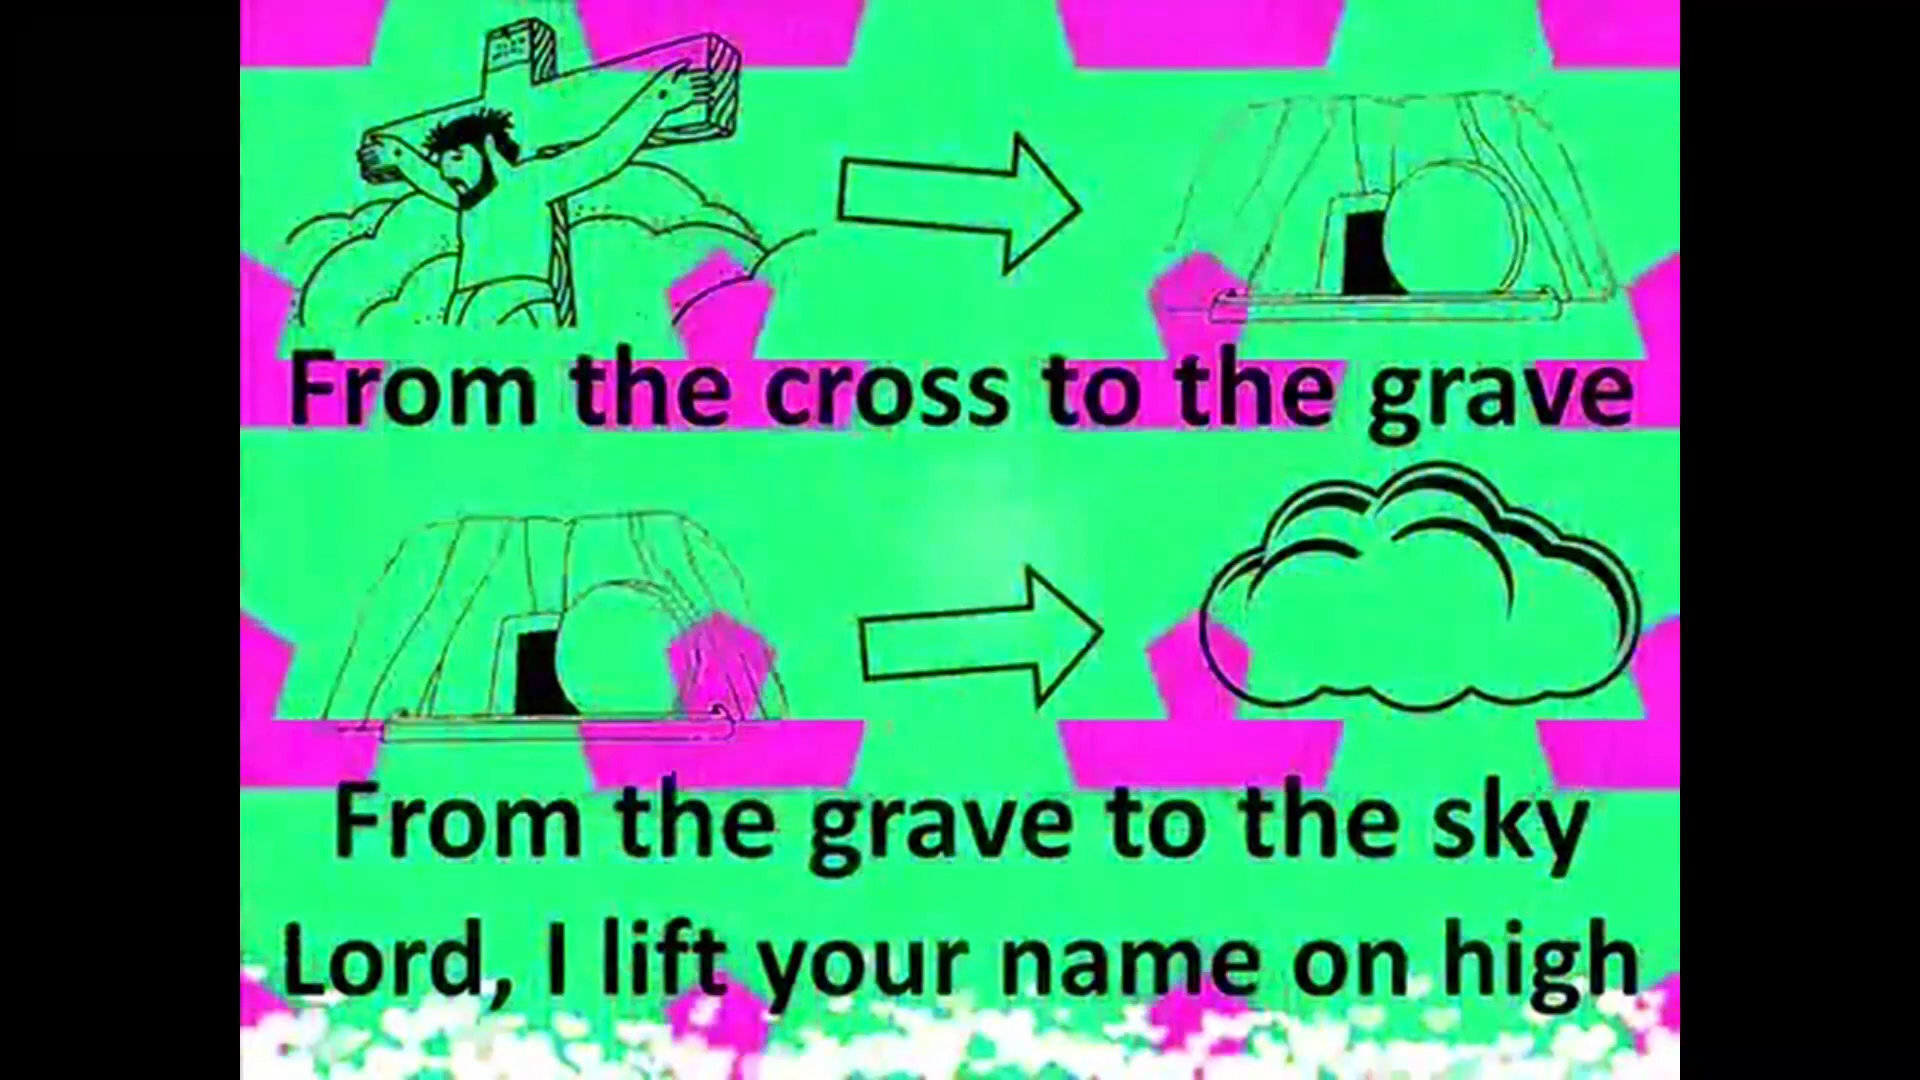 From the cross to the grave
From the grave to the sky
Lord, I lift your name on high